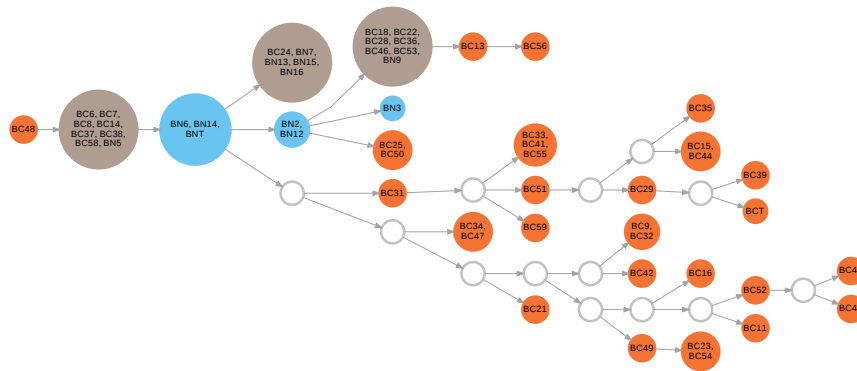 BC48
BC6, BC7,
BC8, BC14,
BC37, BC38,
BC58, BN5
BN6, BN14,
BNT
BC24, BN7,
BN13, BN15,
BN16
BN2,
BN12
BC18, BC22,
BC28, BC36,
BC46, BC53,
BN9
BC13
BC56
BN3
BC25,
BC50
BC31
BC33,
BC41,
BC55
BC51
BC59
BC35
BC15,
BC44
BC29
BC39
BCT
BC34,
BC47
BC9,
BC32
BC42
BC21
BC16
BC52
BC11
BC49
BC23,
BC54